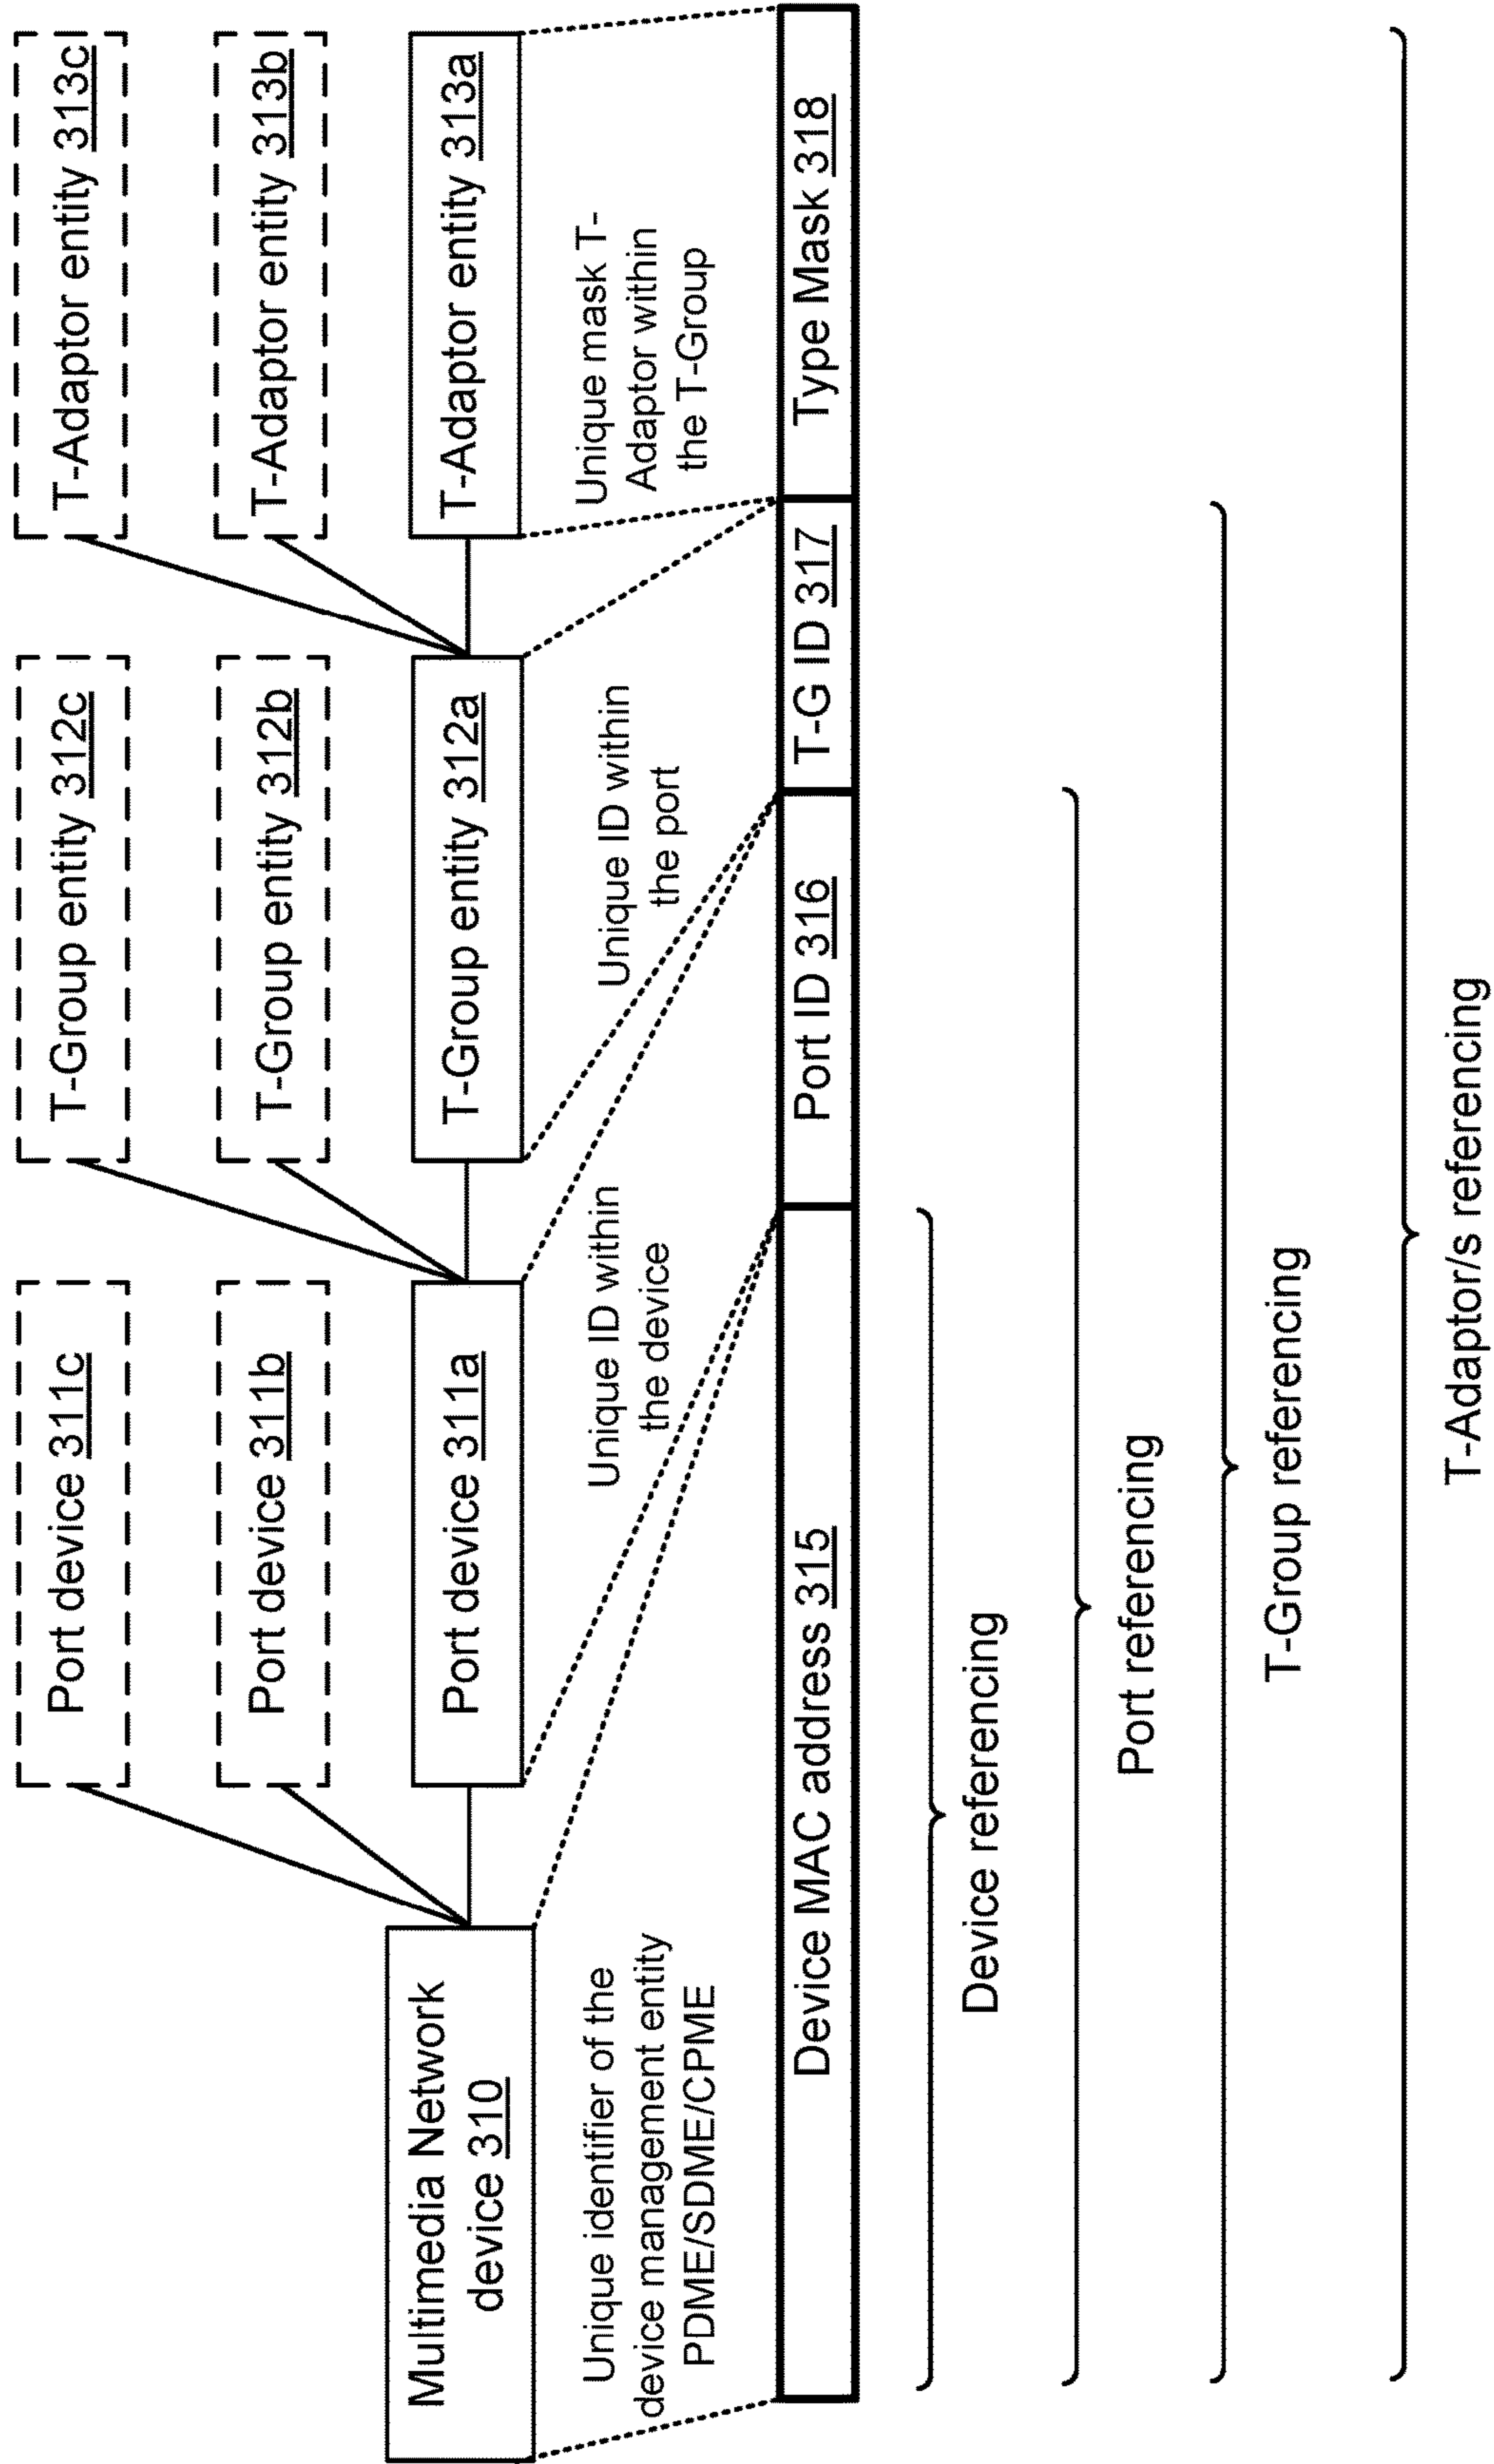 Port device 311c
T-Group entity 312c
T-Adaptor entity 313c
Port device 311b
T-Group entity 312b
T-Adaptor entity 313b
Multimedia Network
device 310
Port device 311a
T-Group entity 312a
T-Adaptor entity 313a
Unique identifier of the
device management entity
PDME/SDME/CPME
Unique ID within
the device
Unique ID within
the port
Unique mask T-
Adaptor within
the T-Group
Device MAC address 315
Port ID 316
T-G ID 317
Type Mask 318
Device referencing
Port referencing
T-Group referencing
T-Adaptor/s referencing